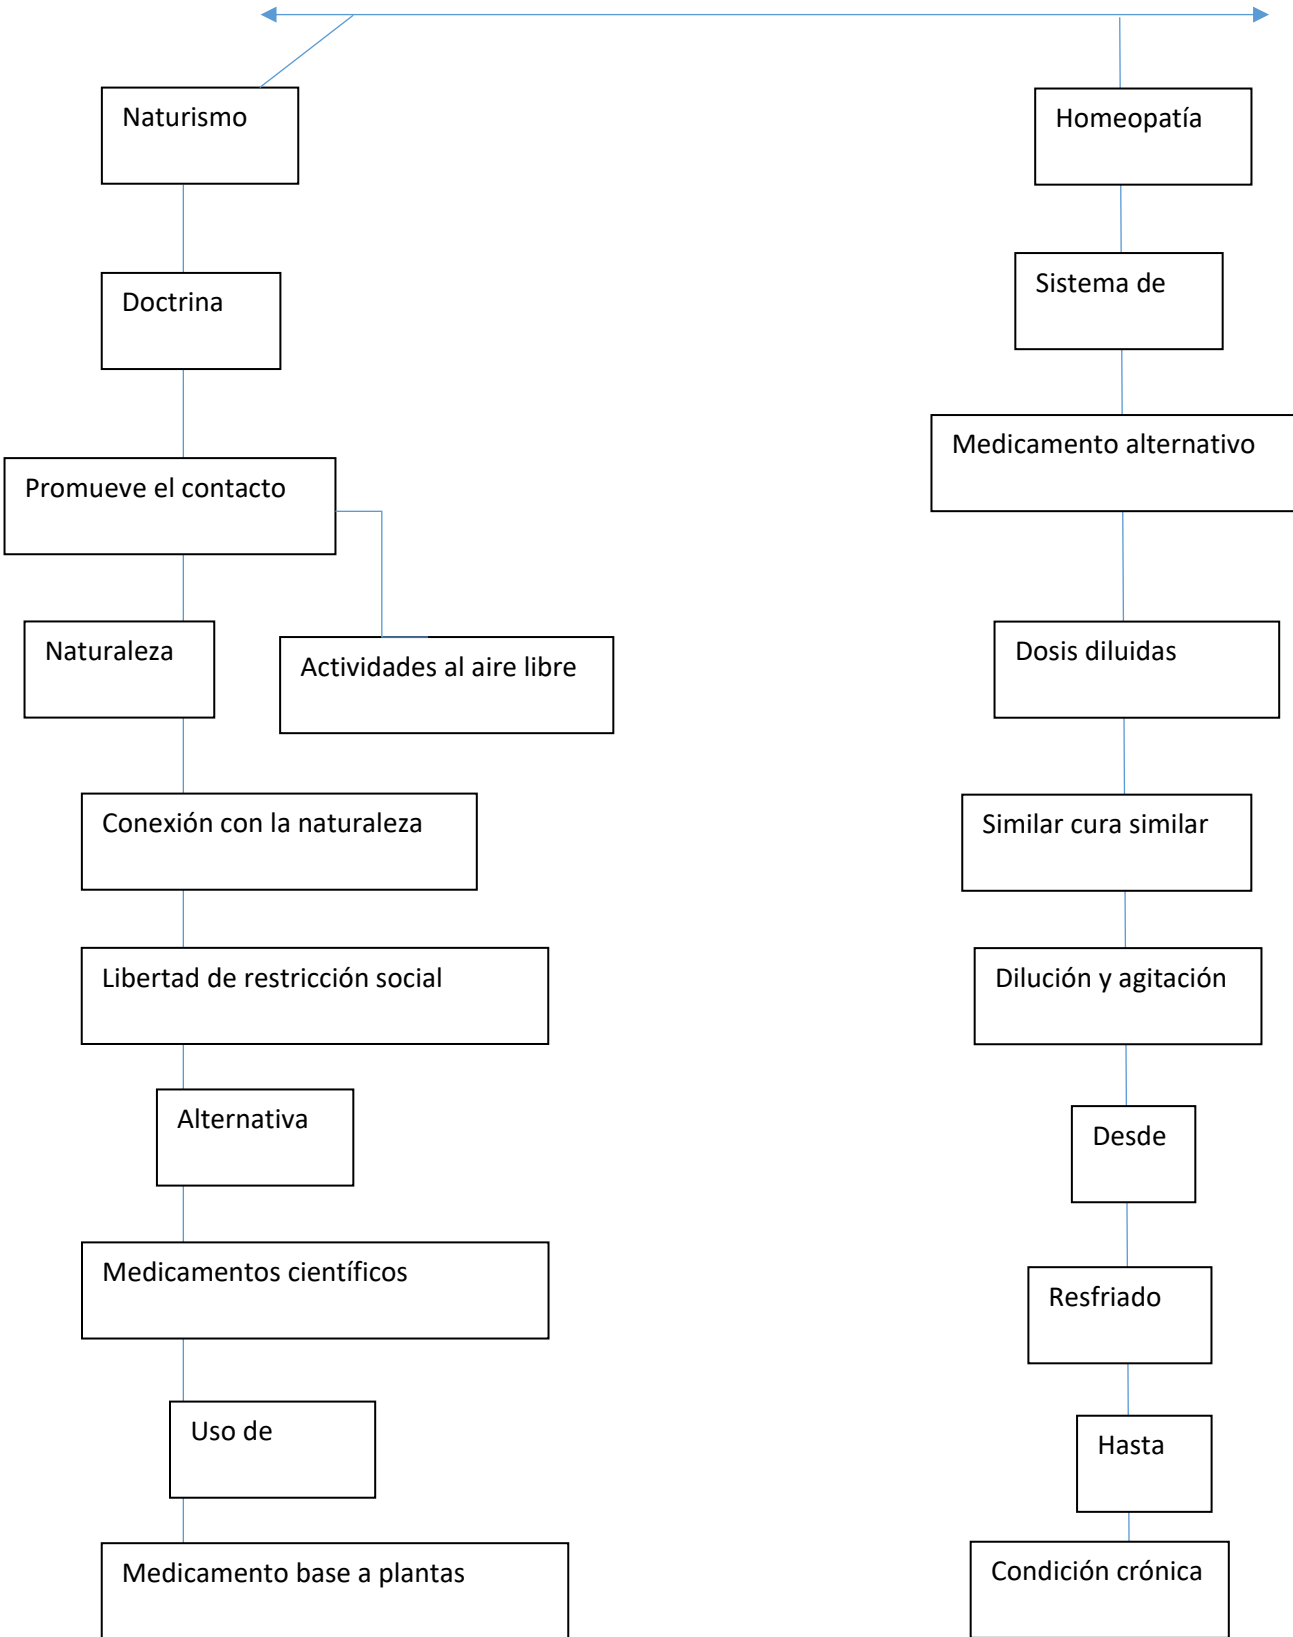 Naturismo
Doctrina
Promueve el contacto
Naturaleza
Actividades al aire libre
Conexión con la naturaleza
Libertad de restricción social
Alternativa
Medicamentos científicos
Uso de
Medicamento base a plantas
Homeopatía
Sistema de
Medicamento alternativo
Dosis diluidas
Similar cura similar
Dilución y agitación
Desde
Resfriado
Hasta
Condición crónica